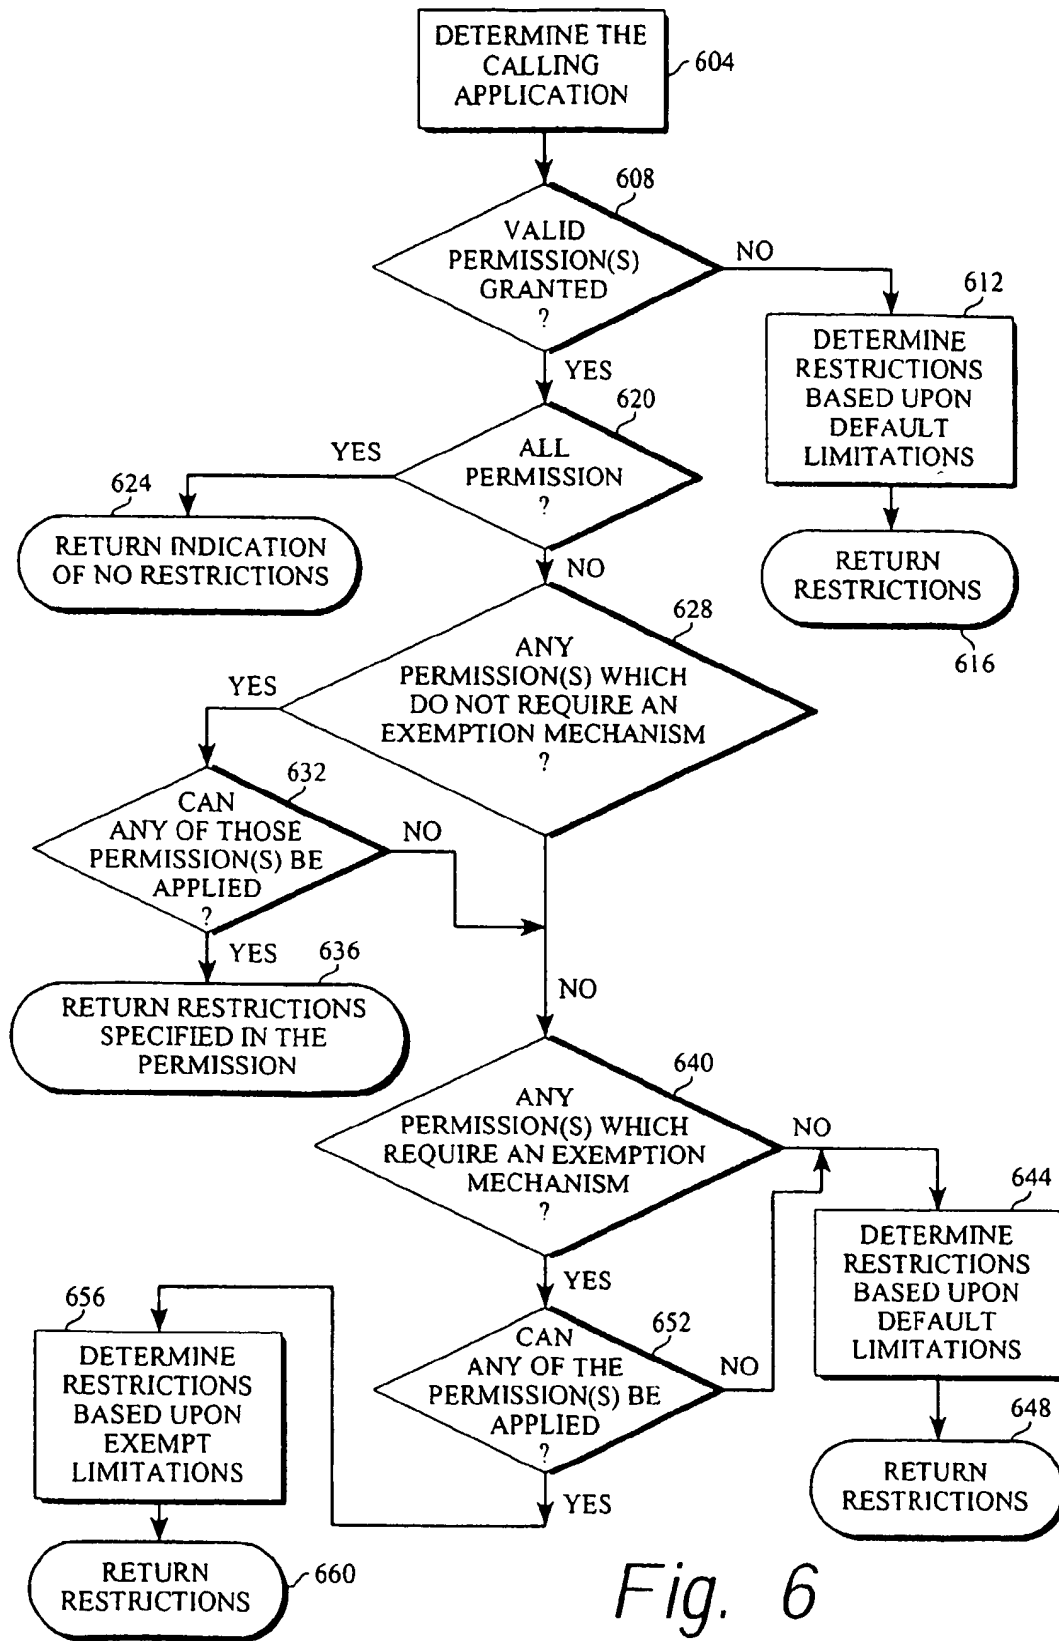 DETERMINE THE
CALLING
APPLICATION
604
608
VALID
PERMISSION(S)
GRANTED
?
NO
YES
612
DETERMINE
RESTRICTIONS
BASED UPON
DEFAULT
LIMITATIONS
RETURN
RESTRICTIONS
616
620
ALL
PERMISSION
?
YES
624
RETURN INDICATION
OF NO RESTRICTIONS
NO
628
ANY
PERMISSION(S) WHICH
DO NOT REQUIRE AN
EXEMPTION MECHANISM
?
YES
632
CAN
ANY OF THOSE
PERMISSION(S) BE
APPLIED
?
NO
YES
636
RETURN RESTRICTIONS
SPECIFIED IN THE
PERMISSION
NO
640
ANY
PERMISSION(S) WHICH
REQUIRE AN EXEMPTION
MECHANISM
?
NO
644
DETERMINE
RESTRICTIONS
BASED UPON
DEFAULT
LIMITATIONS
648
RETURN
RESTRICTIONS
YES
652
CAN
ANY OF THE
PERMISSION(S) BE
APPLIED
?
NO
YES
656
DETERMINE
RESTRICTIONS
BASED UPON
EXEMPT
LIMITATIONS
RETURN
RESTRICTIONS
660
Fig. 6